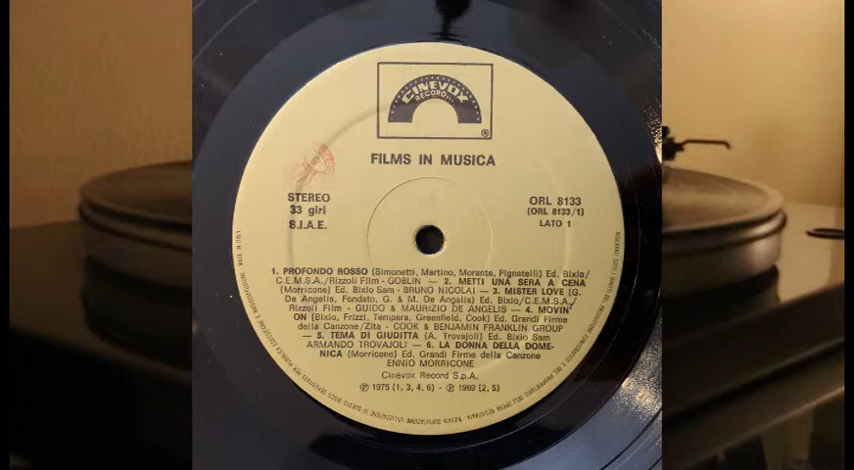 CINEVOX
RECORD
®
FILMS IN MUSICA
STEREO
33 giri
S.I.A.E.
ORL 8133
(ORL 8133/1)
LATO 1
1. PROFONDO ROSSO (Simonetti, Martino, Morante, Pignatelli) Ed. Bixio/
C.E.M.S.A./Rizzoli Film - GOBLIN — 2. METTI UNA SERA A CENA
(Morricone) Ed. Bixio Sam - BRUNO NICOLAI — 3. MISTER LOVE (G.
De Angelis, Fondato, G. & M. De Angelis) Ed. Bixio/C.E.M.S.A./
Rizzoli Film - GUIDO & MAURIZIO DE ANGELIS — 4. MOVIN'
ON (Bixio, Frizzi, Tempera, Greenfield, Cook) Ed. Grandi Firme
della Canzone/Zita - COOK & BENJAMIN FRANKLIN GROUP
— 5. TEMA DI GIUDITTA (A. Trovajoli) Ed. Bixio Sam
ARMANDO TROVAJOLI — 6. LA DONNA DELLA DOME-
NICA (Morricone) Ed. Grandi Firme della Canzone
ENNIO MORRICONE
Cinevox Record S.p.A.
℗ 1975 (1, 3, 4, 6) - ℗ 1969 (2, 5)